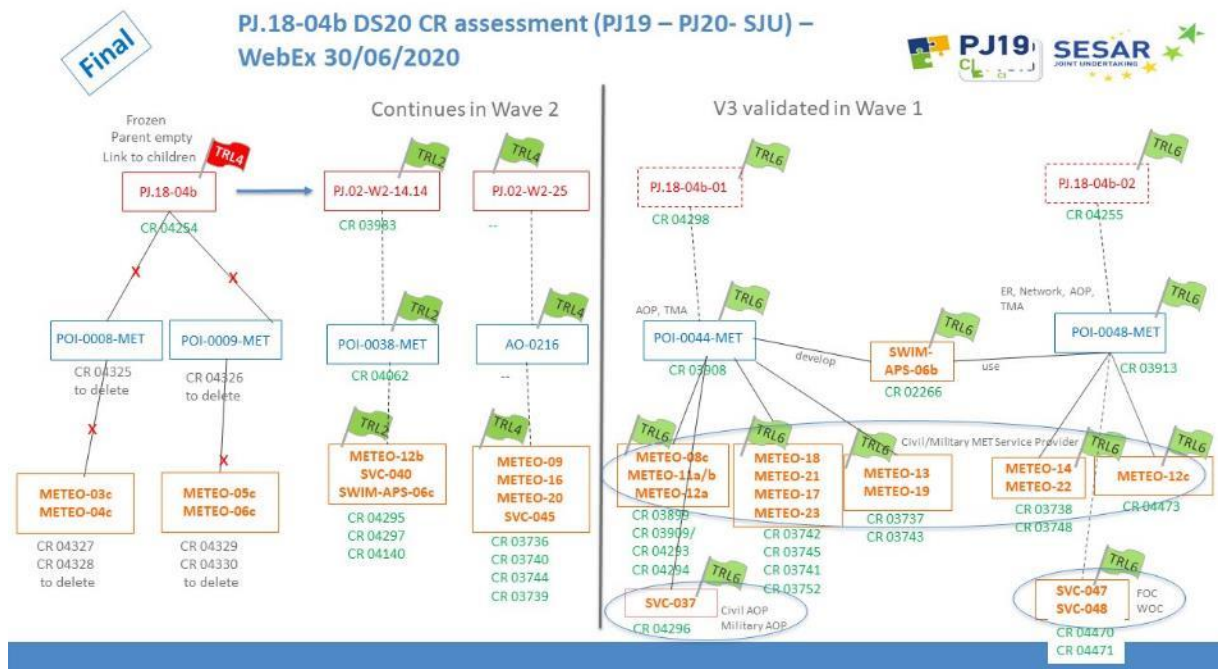 Final
PJ.18-04b DS20 CR assessment (PJ19 – PJ20- SJU) –
WebEx 30/06/2020
PJ19
CI
CI
SESAR
JOINT UNDERTAKING
Frozen
Parent empty
Link to children
TRL4
PJ.18-04b
CR 04254
X
X
POI-0008-MET
CR 04325
to delete
POI-0009-MET
CR 04326
to delete
X
X
METEO-03c
METEO-04c
CR 04327
CR 04328
to delete
METEO-05c
METEO-06c
CR 04329
CR 04330
to delete
Continues in Wave 2
TRL2
PJ.02-W2-14.14
CR 03983
TRL4
PJ.02-W2-25
--
TRL2
POI-0038-MET
CR 04062
TRL4
AO-0216
--
TRL2
METEO-12b
SVC-040
SWIM-APS-06c
CR 04295
CR 04297
CR 04140
TRL4
METEO-09
METEO-16
METEO-20
SVC-045
CR 03736
CR 03740
CR 03744
CR 03739
V3 validated in Wave 1
TRL6
PJ.18-04b-01
CR 04298
TRL6
PJ.18-04b-02
CR 04255
AOP, TMA
TRL6
POI-0044-MET
CR 03908
develop
TRL6
SWIM-
APS-06b
CR 02266
use
ER, Network, AOP,
TMA
TRL6
POI-0048-MET
CR 03913
Civil/Military MET Service Provider
TRL6
METEO-08c
METEO-11a/b
METEO-12a
CR 03899
CR 03909/
CR 04293
CR 04294
TRL6
METEO-18
METEO-21
METEO-17
METEO-23
CR 03742
CR 03745
CR 03741
CR 03752
TRL6
METEO-13
METEO-19
CR 03737
CR 03743
TRL6
METEO-14
METEO-22
CR 03738
CR 03748
TRL6
METEO-12c
CR 04473
TRL6
SVC-037
CR 04296
Civil AOP
Military AOP
TRL6
SVC-047
SVC-048
FOC
WOC
CR 04470
CR 04471